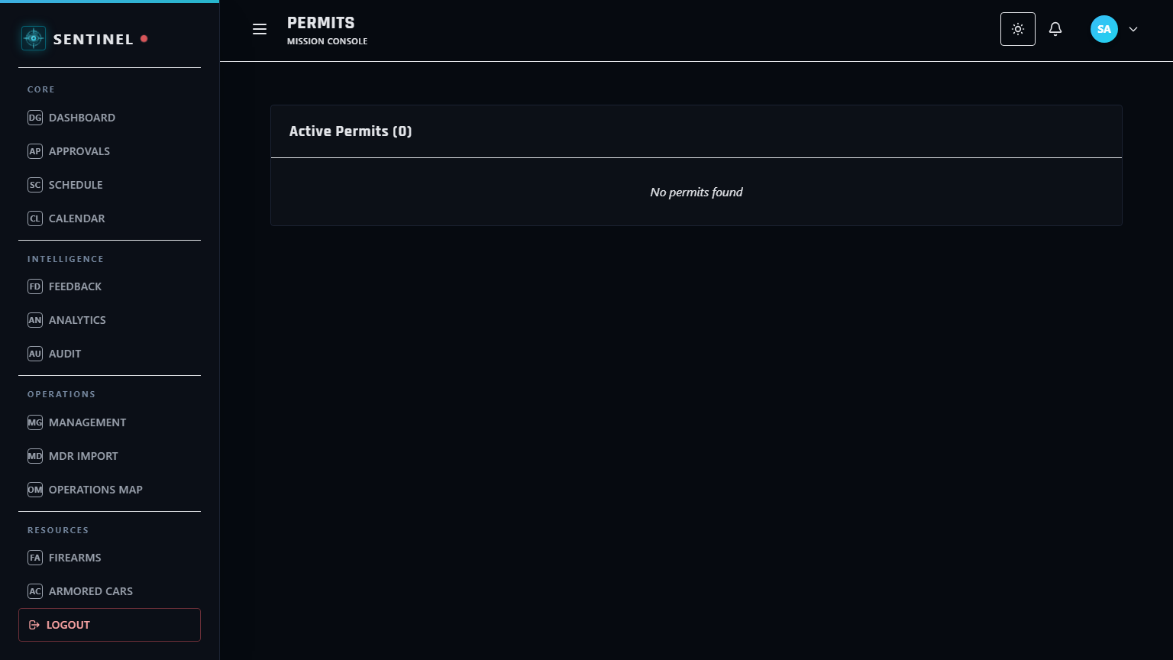 SENTINEL
CORE
DG DASHBOARD
AP APPROVALS
SC SCHEDULE
CL CALENDAR
INTELLIGENCE
FD FEEDBACK
AN ANALYTICS
AU AUDIT
OPERATIONS
MG MANAGEMENT
MD MDR IMPORT
OM OPERATIONS MAP
RESOURCES
FA FIREARMS
AC ARMORED CARS
LOGOUT
PERMITS
MISSION CONSOLE
SA
Active Permits (0)
No permits found